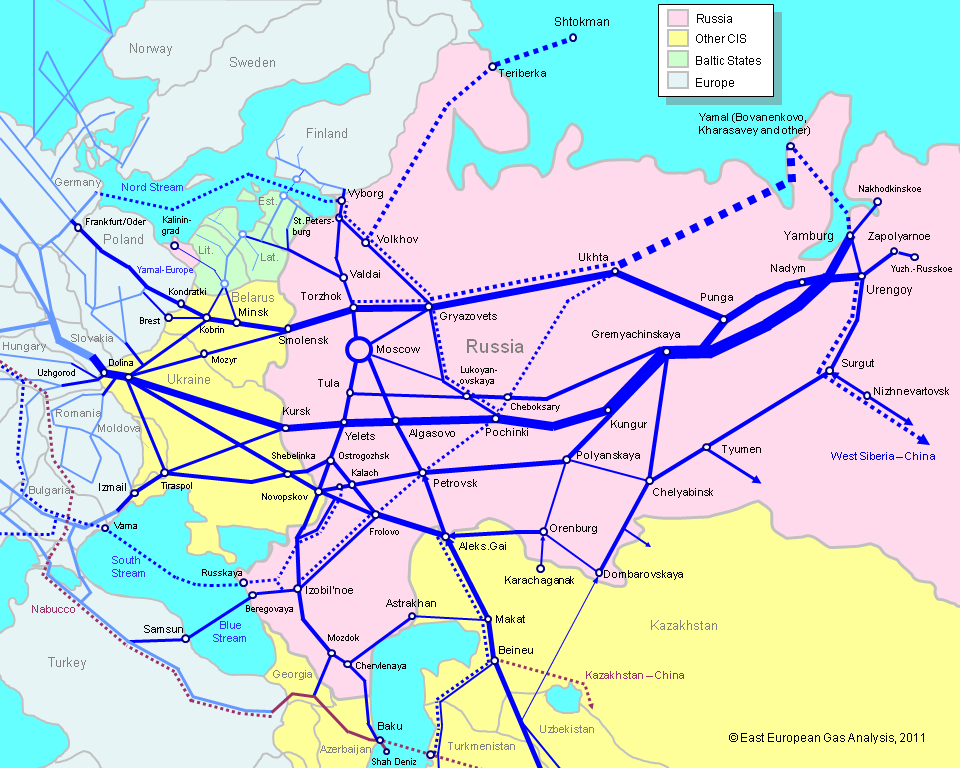 Shtokman
Russia
Other CIS
Baltic States
Europe
Norway
Sweden
Teriberka
Yamal (Bovanenkovo,
Kharasavey and other)
Finland
Germany
Nord Stream
Vyborg
Nakhodkinskoe
Est.
Frankfurt/Oder
Kalinin-
grad
St.Peters-
burg
Volkhov
Yamburg
Zapolyarnoe
Poland
Lit.
Lat.
Ukhta
Yuzh.-Russkoe
Yamal-Europe
Valdai
Nadym
Urengoy
Kondratki
Belarus
Torzhok
Punga
Brest
Kobrin
Minsk
Gryazovets
Smolensk
Gremyachinskaya
Slovakia
Hungary
Dolina
Mozyr
Moscow
Russia
Uzhgorod
Ukraine
Tula
Lukoyan-
ovskaya
Surgut
Cheboksary
Nizhnevartovsk
Romania
Kursk
Moldova
Yelets
Algasovo
Pochinki
Kungur
Tyumen
West Siberia – China
Shebelinka
Ostrogozhsk
Polyanskaya
Kalach
Petrovsk
Chelyabinsk
Bulgaria
Izmail
Tiraspol
Novopskov
Varna
Frolovo
Orenburg
Aleks.Gai
South
Stream
Russkaya
Karachaganak
Dombarovskaya
Izobil'noe
Nabucco
Beregovaya
Astrakhan
Samsun
Blue
Stream
Makat
Kazakhstan
Mozdok
Beineu
Turkey
Chervlenaya
Georgia
Kazakhstan – China
Baku
Uzbekistan
Azerbaijan
Turkmenistan
©East European Gas Analysis, 2011
Shah Deniz